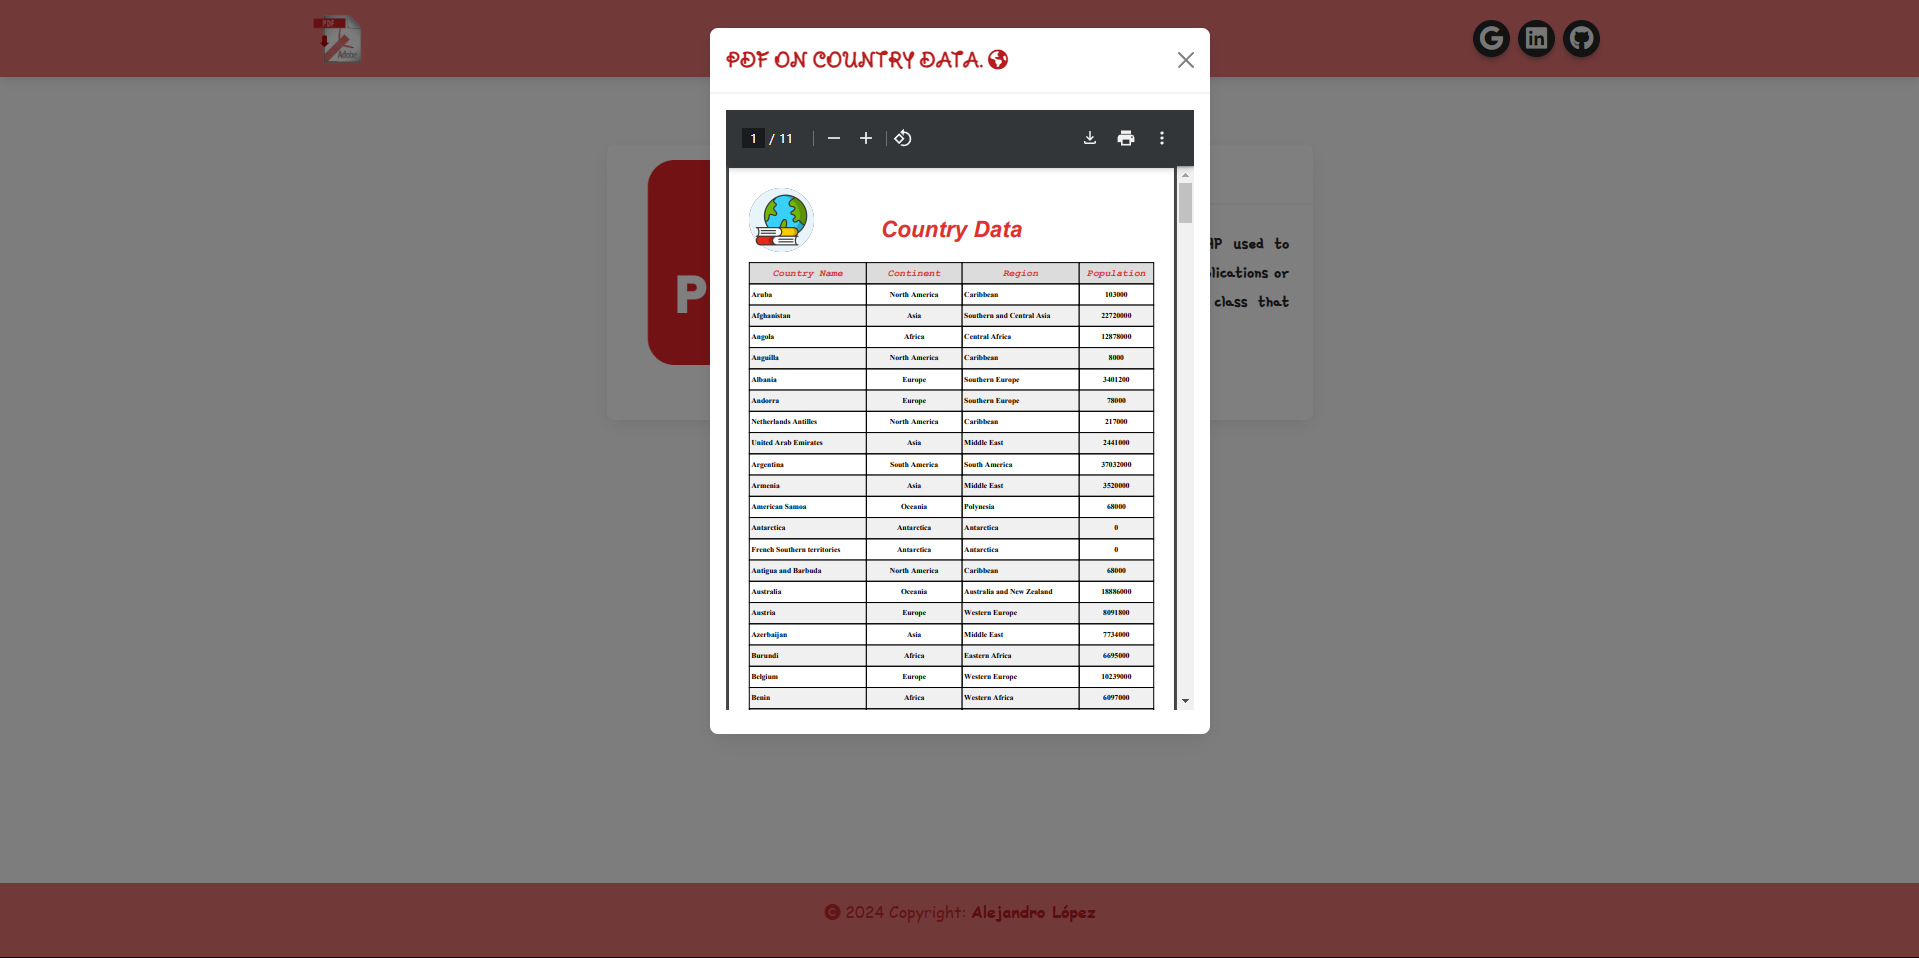 PDF
Adobe
PDF ON COUNTRY DATA.
1 / 11
P
AP used to
lications or
class that
Country Data
Country Name Continent Region Population
Aruba North America Caribbean 103000
Afghanistan Asia Southern and Central Asia 22720000
Angola Africa Central Africa 12878000
Anguilla North America Caribbean 8000
Albania Europe Southern Europe 3401200
Andorra Europe Southern Europe 78000
Netherlands Antilles North America Caribbean 217000
United Arab Emirates Asia Middle East 2441000
Argentina South America South America 37032000
Armenia Asia Middle East 3520000
American Samoa Oceania Polynesia 68000
Antarctica Antarctica Antarctica 0
French Southern territories Antarctica Antarctica 0
Antigua and Barbuda North America Caribbean 68000
Australia Oceania Australia and New Zealand 18886000
Austria Europe Western Europe 8091800
Azerbaijan Asia Middle East 7734000
Burundi Africa Eastern Africa 6695000
Belgium Europe Western Europe 10239000
Benin Africa Western Africa 6097000
© 2024 Copyright: Alejandro López